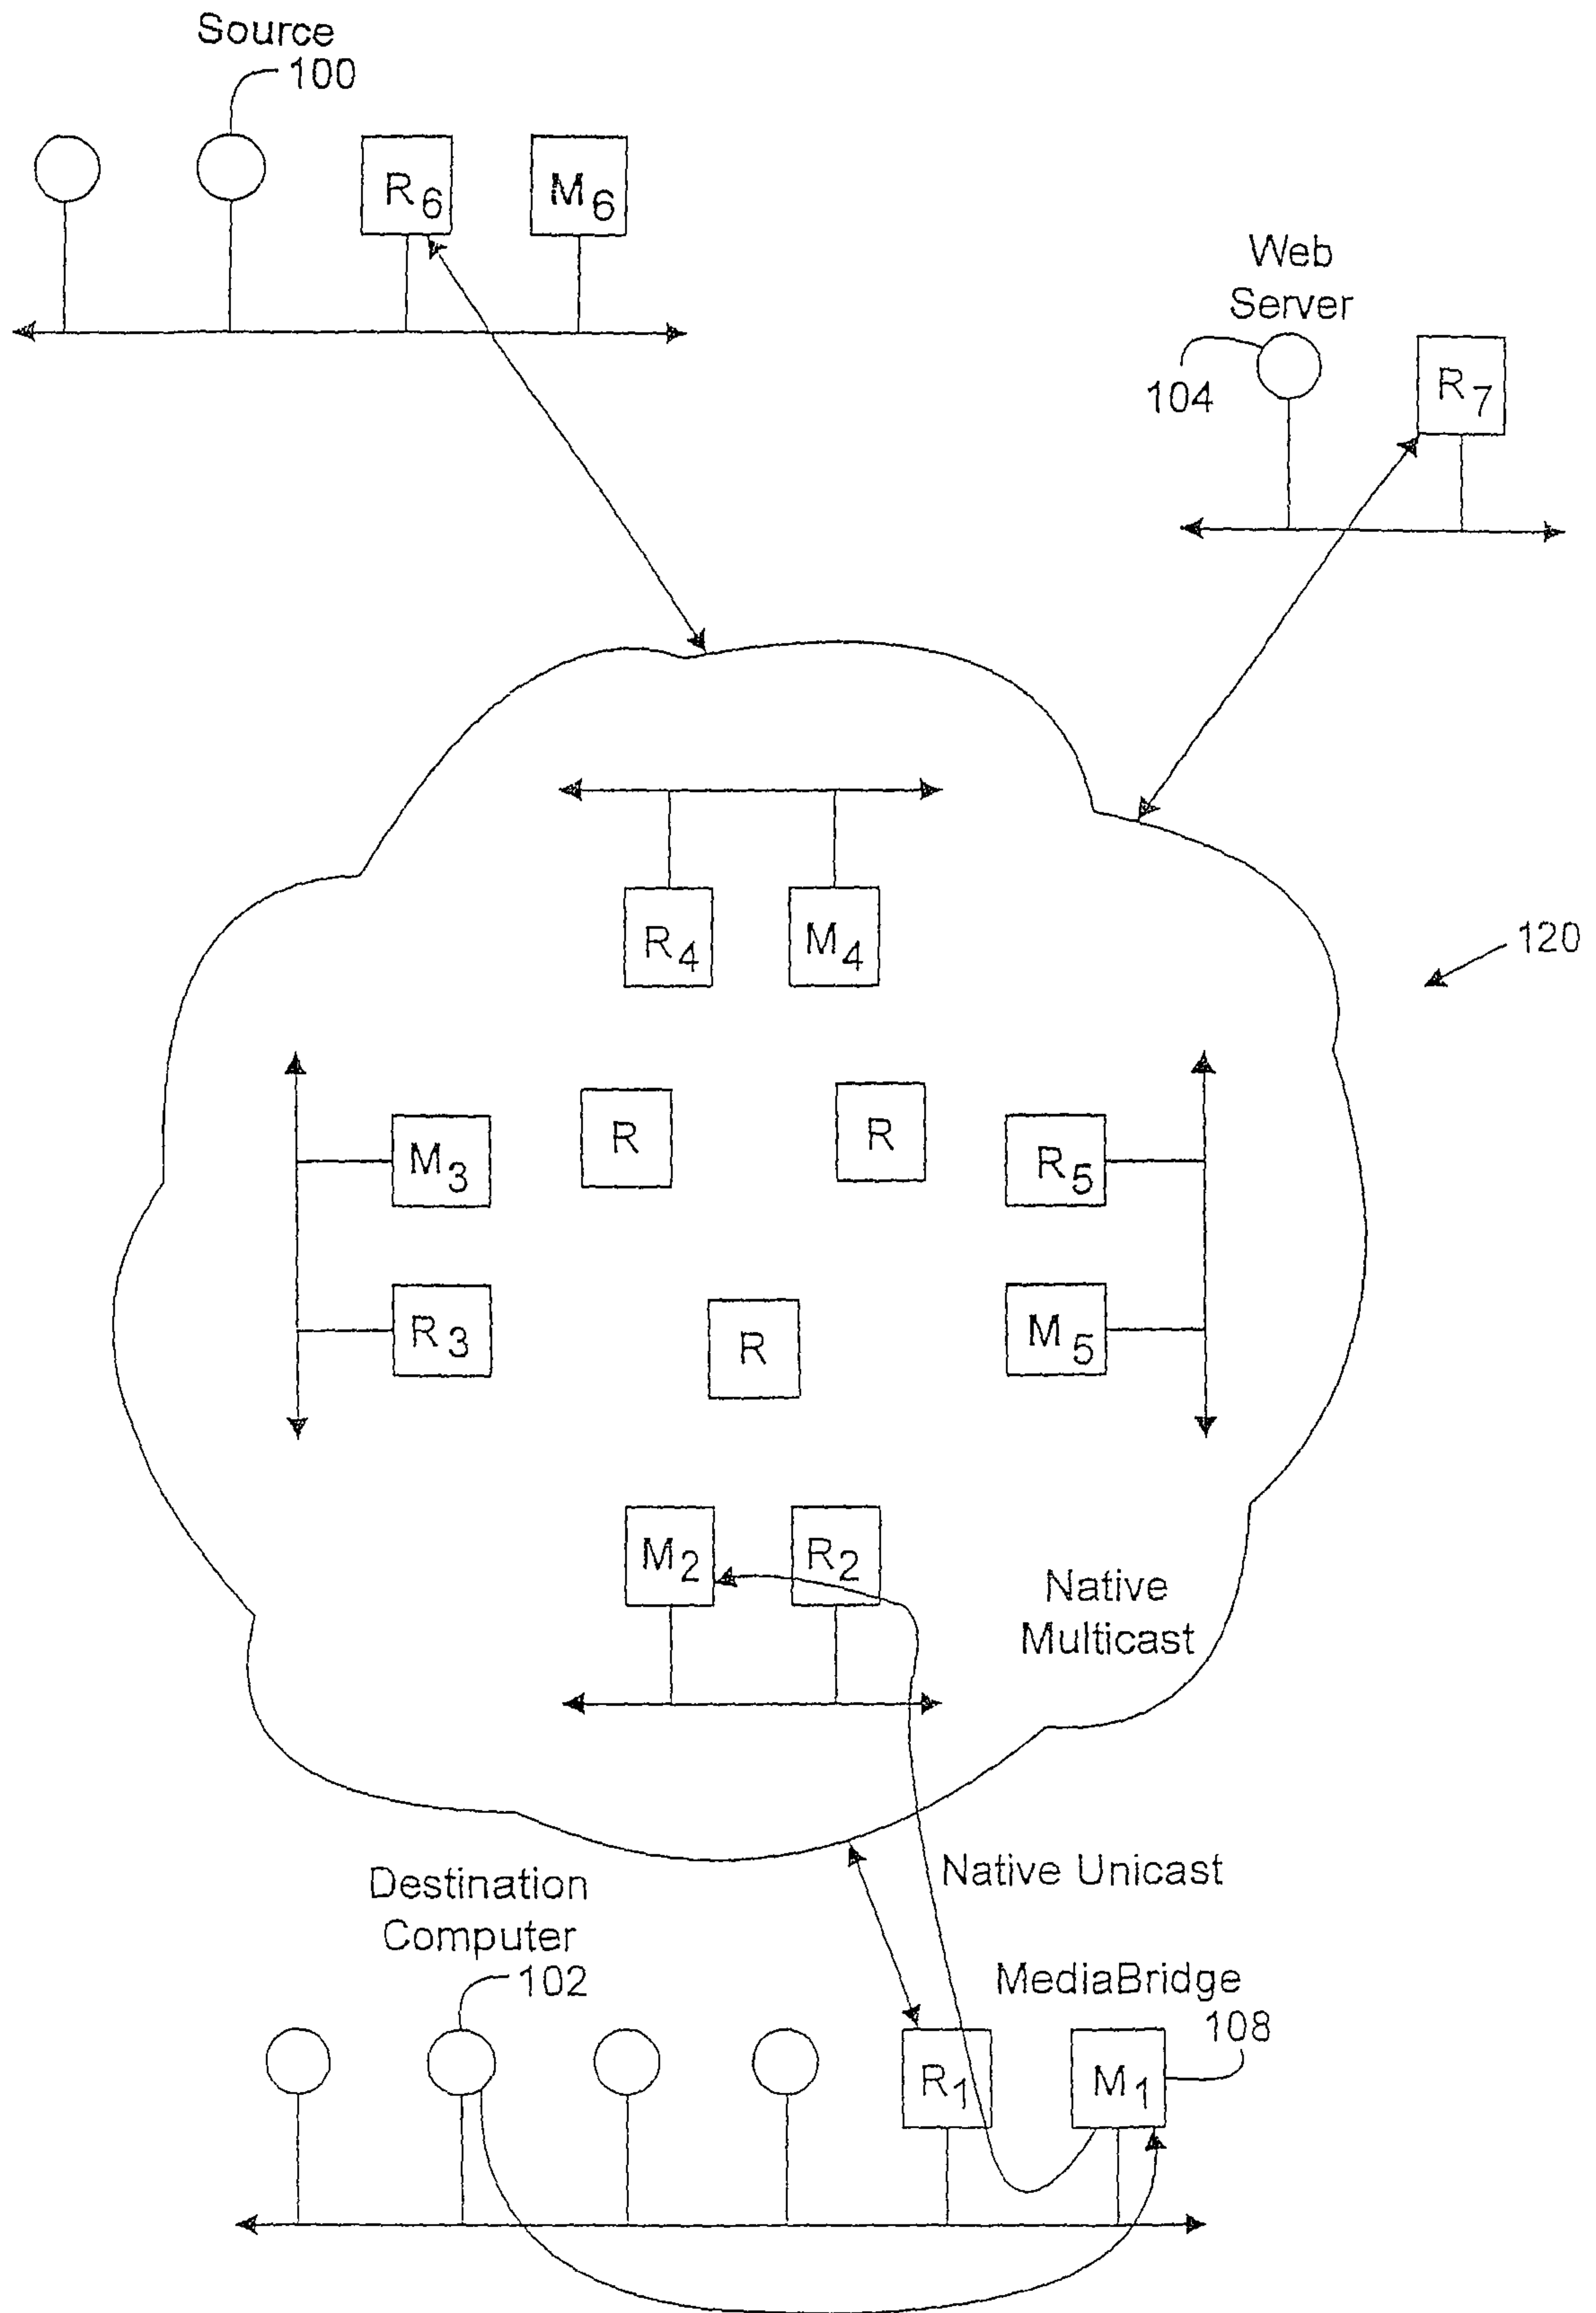 Source
100
R6
M6
Web
Server
104
R7
120
R4
M4
M3
R
R
R5
R3
R
M5
M2
R2
Native
Multicast
Native Unicast
Destination
Computer
102
MediaBridge
108
R1
M1